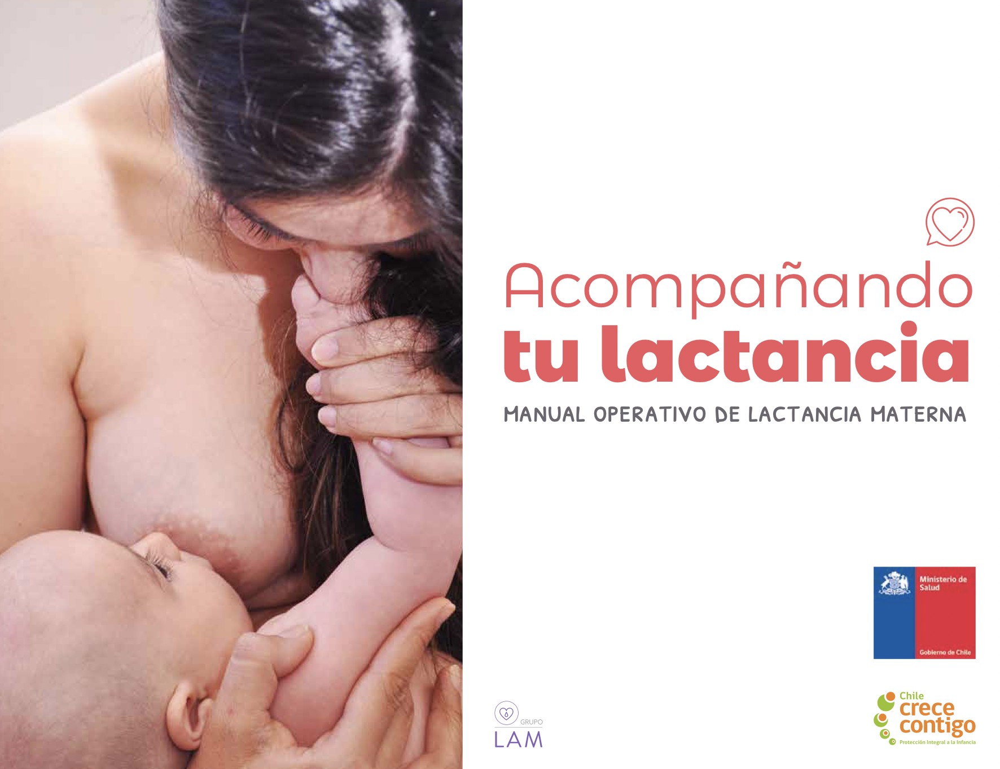 Acompañando
tu lactancia
MANUAL OPERATIVO DE LACTANCIA MATERNA
Ministerio de
Salud
Gobierno de Chile
GRUPO
LAM
Chile
crece
contigo
Protección Integral a la Infancia